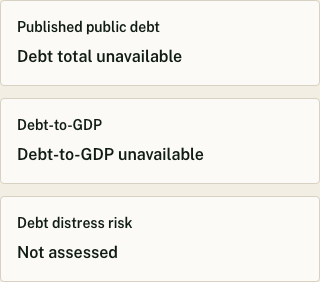 Published public debt
Debt total unavailable
Debt-to-GDP
Debt-to-GDP unavailable
Debt distress risk
Not assessed